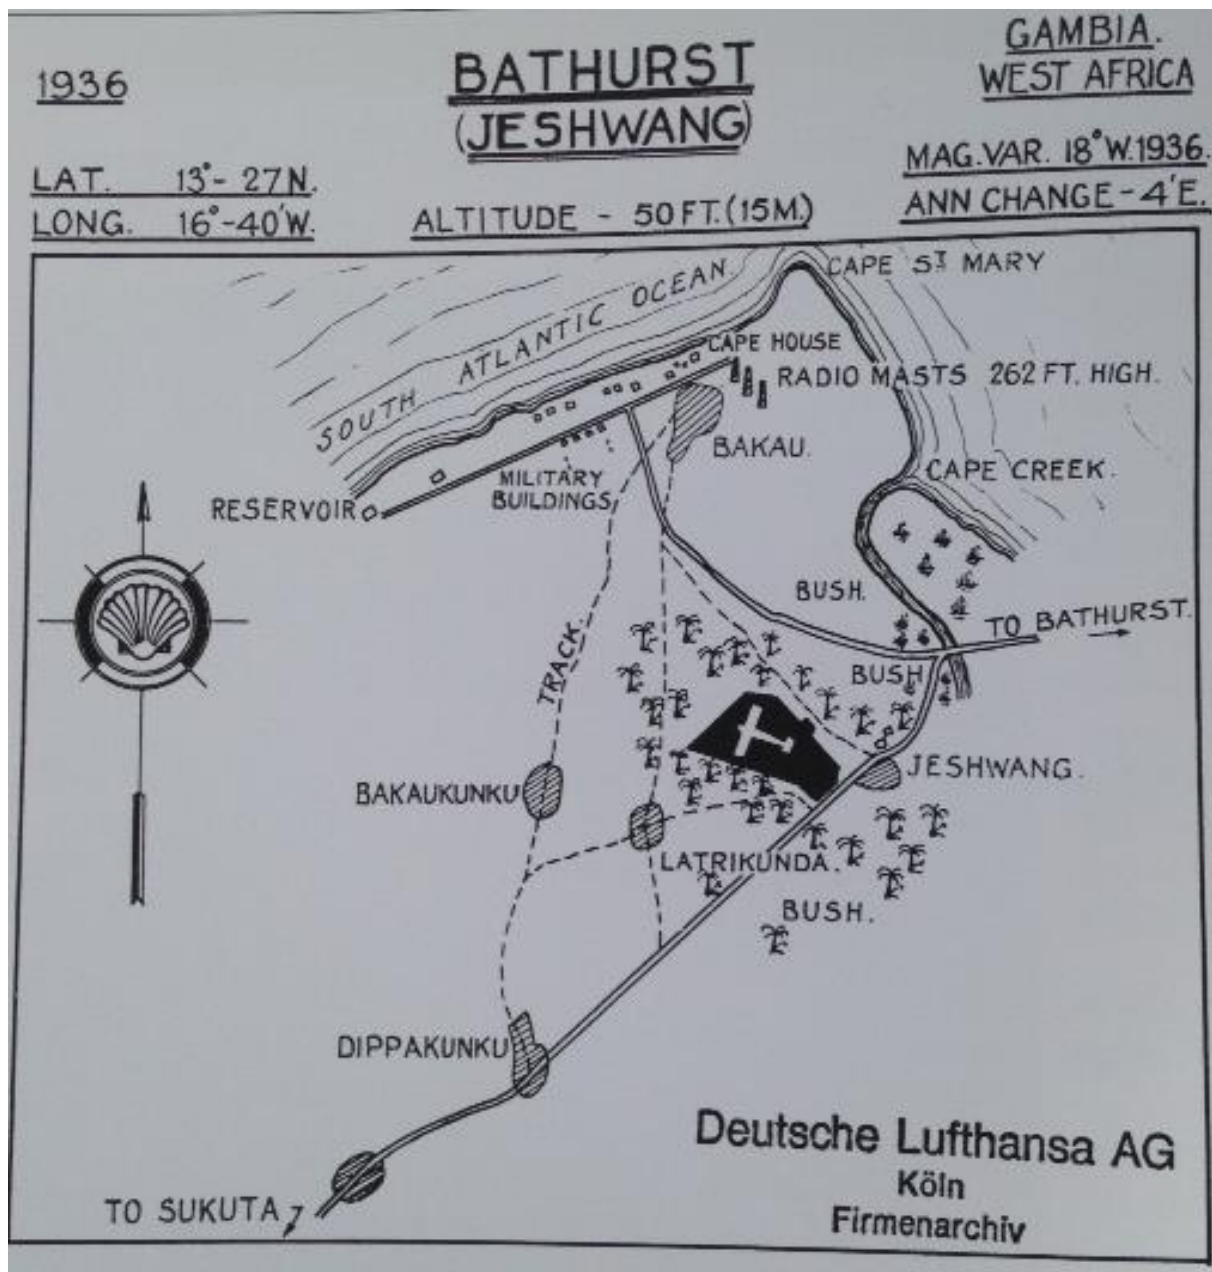 1936
BATHURST
(JESHWANG)
GAMBIA.
WEST AFRICA
LAT. 13°- 27'N.
LONG. 16°-40'W.
ALTITUDE - 50 FT. (15M.)
MAG. VAR. 18°W. 1936.
ANN CHANGE - 4'E.
SOUTH ATLANTIC OCEAN
CAPE ST MARY
CAPE HOUSE
RADIO MASTS 262 FT. HIGH.
BAKAU.
MILITARY
BUILDINGS
RESERVOIR
CAPE CREEK.
BUSH.
TO BATHURST.
TRACK.
BUSH
JESHWANG.
BAKAUKUNKU
LATRIKUNDA.
BUSH.
DIPPAKUNKU
TO SUKUTA
Deutsche Lufthansa AG
Köln
Firmenarchiv